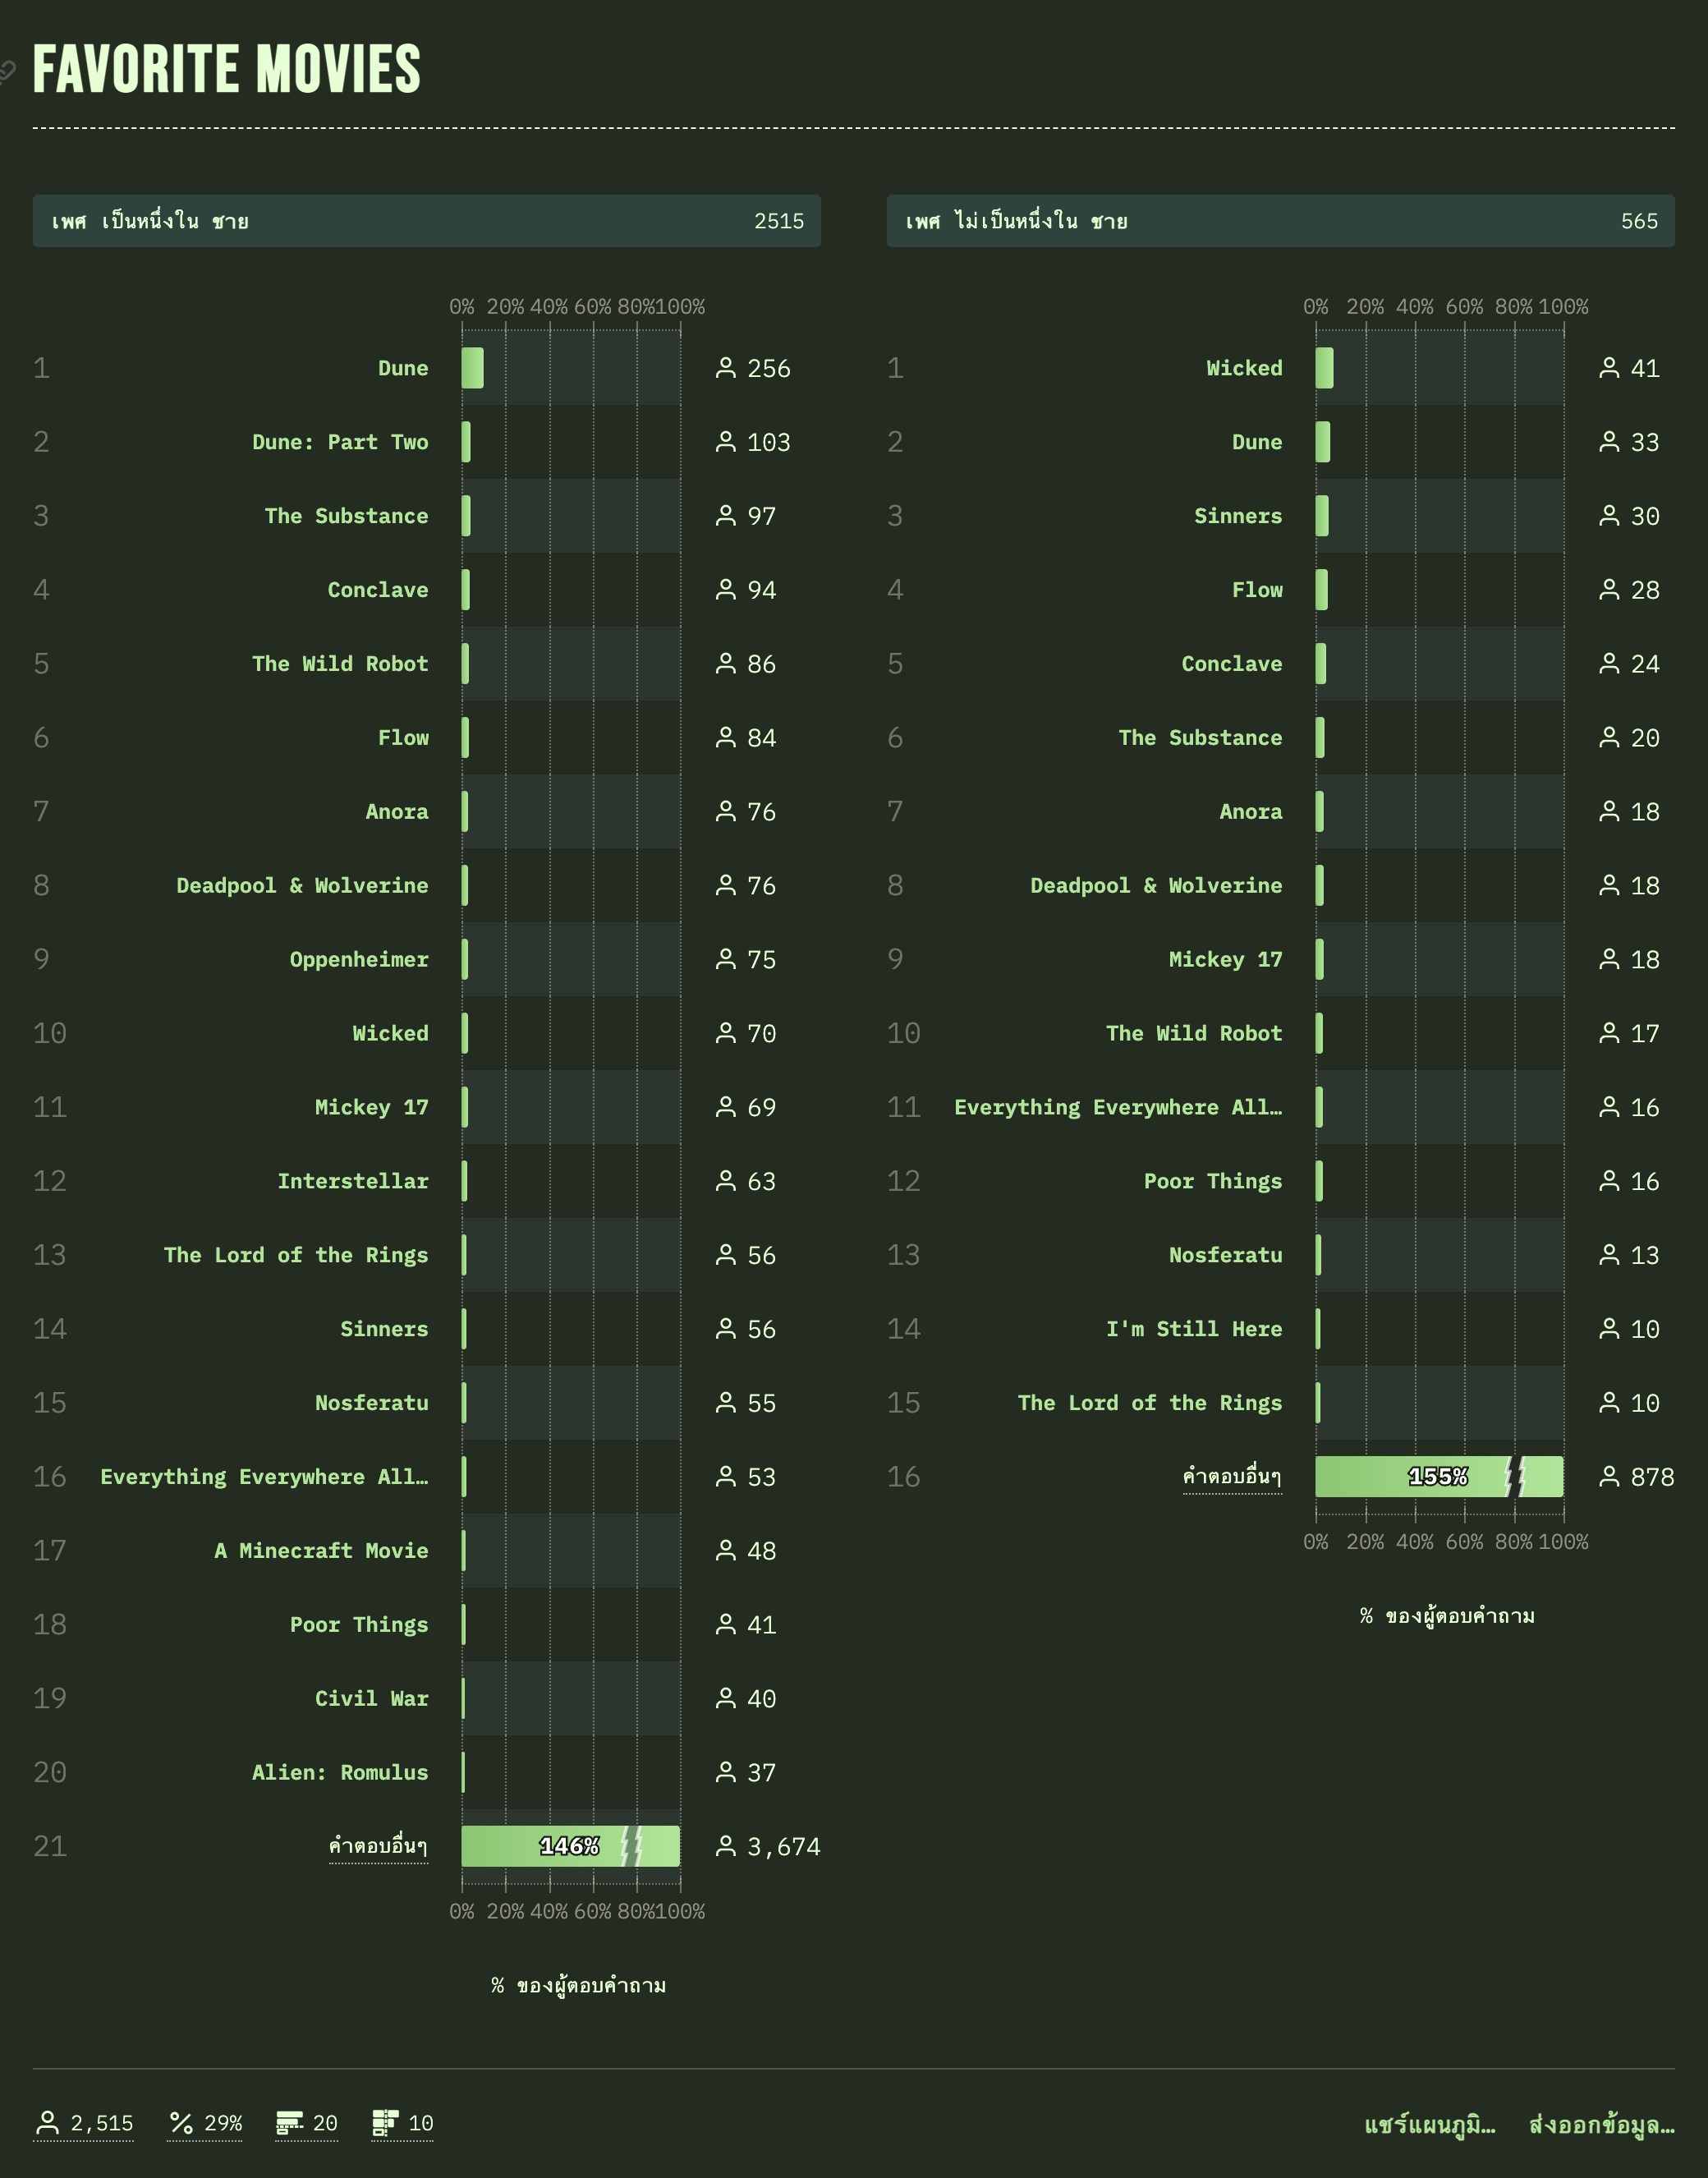 FAVORITE MOVIES
เพศ เป็นหนึ่งใน ชาย 2515
0% 20% 40% 60% 80% 100%
1 Dune 256
2 Dune: Part Two 103
3 The Substance 97
4 Conclave 94
5 The Wild Robot 86
6 Flow 84
7 Anora 76
8 Deadpool & Wolverine 76
9 Oppenheimer 75
10 Wicked 70
11 Mickey 17 69
12 Interstellar 63
13 The Lord of the Rings 56
14 Sinners 56
15 Nosferatu 55
16 Everything Everywhere All… 53
17 A Minecraft Movie 48
18 Poor Things 41
19 Civil War 40
20 Alien: Romulus 37
21 คำตอบอื่นๆ 146% 3,674
0% 20% 40% 60% 80% 100%
% ของผู้ตอบคำถาม
เพศ ไม่เป็นหนึ่งใน ชาย 565
0% 20% 40% 60% 80% 100%
1 Wicked 41
2 Dune 33
3 Sinners 30
4 Flow 28
5 Conclave 24
6 The Substance 20
7 Anora 18
8 Deadpool & Wolverine 18
9 Mickey 17 18
10 The Wild Robot 17
11 Everything Everywhere All… 16
12 Poor Things 16
13 Nosferatu 13
14 I'm Still Here 10
15 The Lord of the Rings 10
16 คำตอบอื่นๆ 155% 878
0% 20% 40% 60% 80% 100%
% ของผู้ตอบคำถาม
2,515 29% 20 10
แชร์แผนภูมิ… ส่งออกข้อมูล…